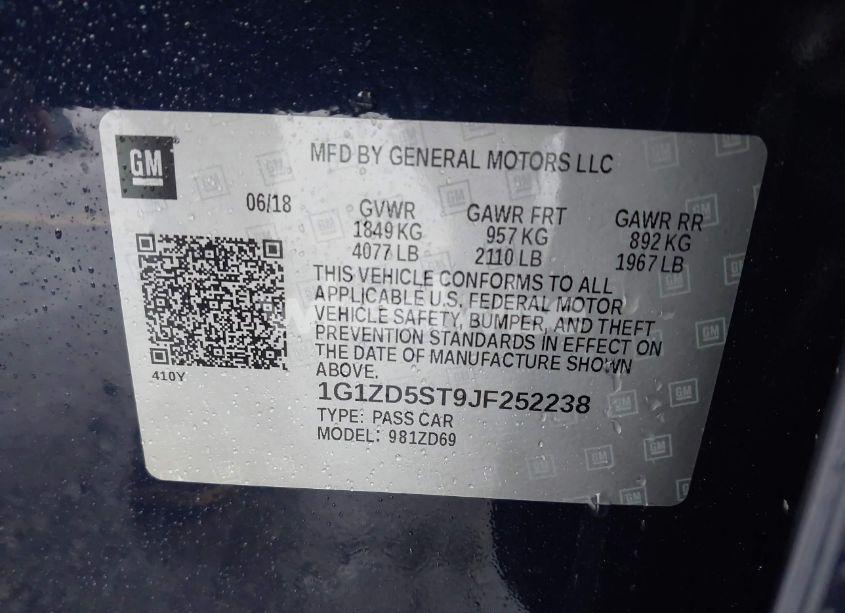 GM
MFD BY GENERAL MOTORS LLC
06/18
GVWR GAWR FRT GAWR RR
1849 KG 957 KG 892 KG
4077 LB 2110 LB 1967 LB
THIS VEHICLE CONFORMS TO ALL
APPLICABLE U.S. FEDERAL MOTOR
VEHICLE SAFETY, BUMPER, AND THEFT
PREVENTION STANDARDS IN EFFECT ON
THE DATE OF MANUFACTURE SHOWN
ABOVE.
410Y
1G1ZD5ST9JF252238
TYPE: PASS CAR
MODEL: 981ZD69